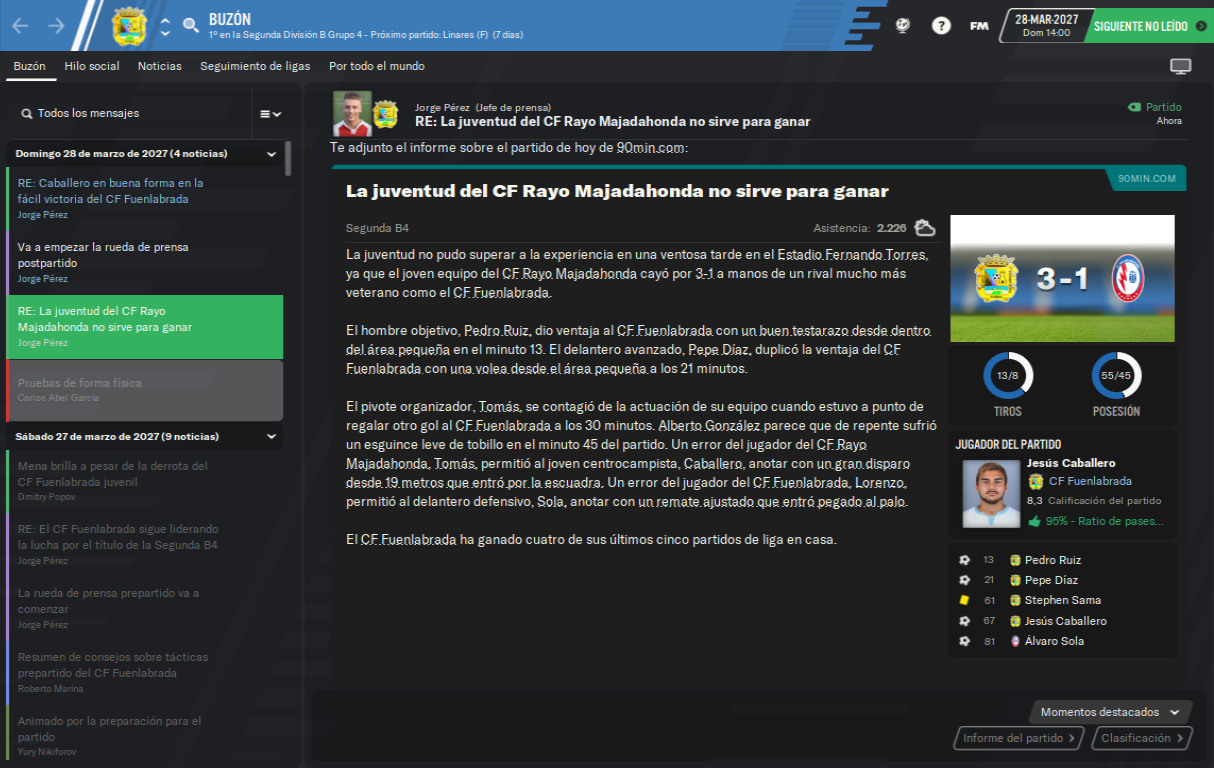 BUZÓN
1º en la Segunda División B Grupo 4 - Próximo partido: Linares (F) (7 días)
FM
28-MAR-2027
Dom 14:00
SIGUIENTE NO LEÍDO
Buzón
Hilo social
Noticias
Seguimiento de ligas
Por todo el mundo
Todos los mensajes
Domingo 28 de marzo de 2027 (4 noticias)
RE: Caballero en buena forma en la
fácil victoria del CF Fuenlabrada
Jorge Pérez
Va a empezar la rueda de prensa
postpartido
Jorge Pérez
RE: La juventud del CF Rayo
Majadahonda no sirve para ganar
Jorge Pérez
Pruebas de forma física
Carlos Abel García
Sábado 27 de marzo de 2027 (9 noticias)
Mena brilla a pesar de la derrota del
CF Fuenlabrada juvenil
Dmitry Popov
RE: El CF Fuenlabrada sigue liderando
la lucha por el título de la Segunda B4
Jorge Pérez
La rueda de prensa prepartido va a
comenzar
Jorge Pérez
Resumen de consejos sobre tácticas
prepartido del CF Fuenlabrada
Roberto Marina
Animado por la preparación para el
partido
Yury Nikiforov
Jorge Pérez (Jefe de prensa)
RE: La juventud del CF Rayo Majadahonda no sirve para ganar
Partido
Ahora
Te adjunto el informe sobre el partido de hoy de 90min.com:
La juventud del CF Rayo Majadahonda no sirve para ganar
90MIN.COM
Segunda B4
Asistencia: 2.226
La juventud no pudo superar a la experiencia en una ventosa tarde en el Estadio Fernando Torres,
ya que el joven equipo del CF Rayo Majadahonda cayó por 3-1 a manos de un rival mucho más
veterano como el CF Fuenlabrada.
El hombre objetivo, Pedro Ruiz, dio ventaja al CF Fuenlabrada con un buen testarazo desde dentro
del área pequeña en el minuto 13. El delantero avanzado, Pepe Díaz, duplicó la ventaja del CF
Fuenlabrada con una volea desde el área pequeña a los 21 minutos.
El pivote organizador, Tomás, se contagió de la actuación de su equipo cuando estuvo a punto de
regalar otro gol al CF Fuenlabrada a los 30 minutos. Alberto González parece que de repente sufrió
un esguince leve de tobillo en el minuto 45 del partido. Un error del jugador del CF Rayo
Majadahonda, Tomás, permitió al joven centrocampista, Caballero, anotar con un gran disparo
desde 19 metros que entró por la escuadra. Un error del jugador del CF Fuenlabrada, Lorenzo,
permitió al delantero defensivo, Sola, anotar con un remate ajustado que entró pegado al palo.
El CF Fuenlabrada ha ganado cuatro de sus últimos cinco partidos de liga en casa.
3-1
13/8
TIROS
55/45
POSESIÓN
JUGADOR DEL PARTIDO
Jesús Caballero
CF Fuenlabrada
8,3 Calificación del partido
95% - Ratio de pases...
13 Pedro Ruiz
21 Pepe Díaz
61 Stephen Sama
67 Jesús Caballero
81 Álvaro Sola
Momentos destacados
Informe del partido
Clasificación